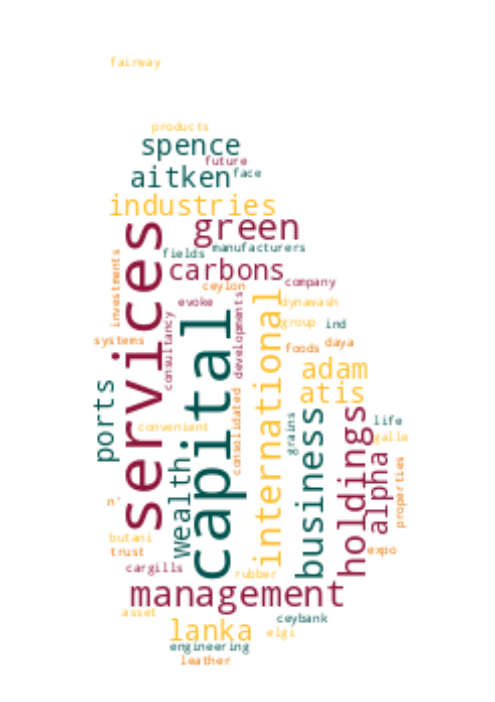 fairway
products
spence
future
aitken
face
industries
green
manufacturers
services
fields
carbons
investments
company
ceylon
evoke
dynawash
developments
international
capital
consultancy
group
ind
systems
foods
daya
adam
atis
ports
consolidated
holdings
business
grains
life
convenient
galle
alpha
wealth
properties
n'
butani
trust
expo
cargills
rubber
management
asset
lanka
ceybank
elgi
engineering
leather